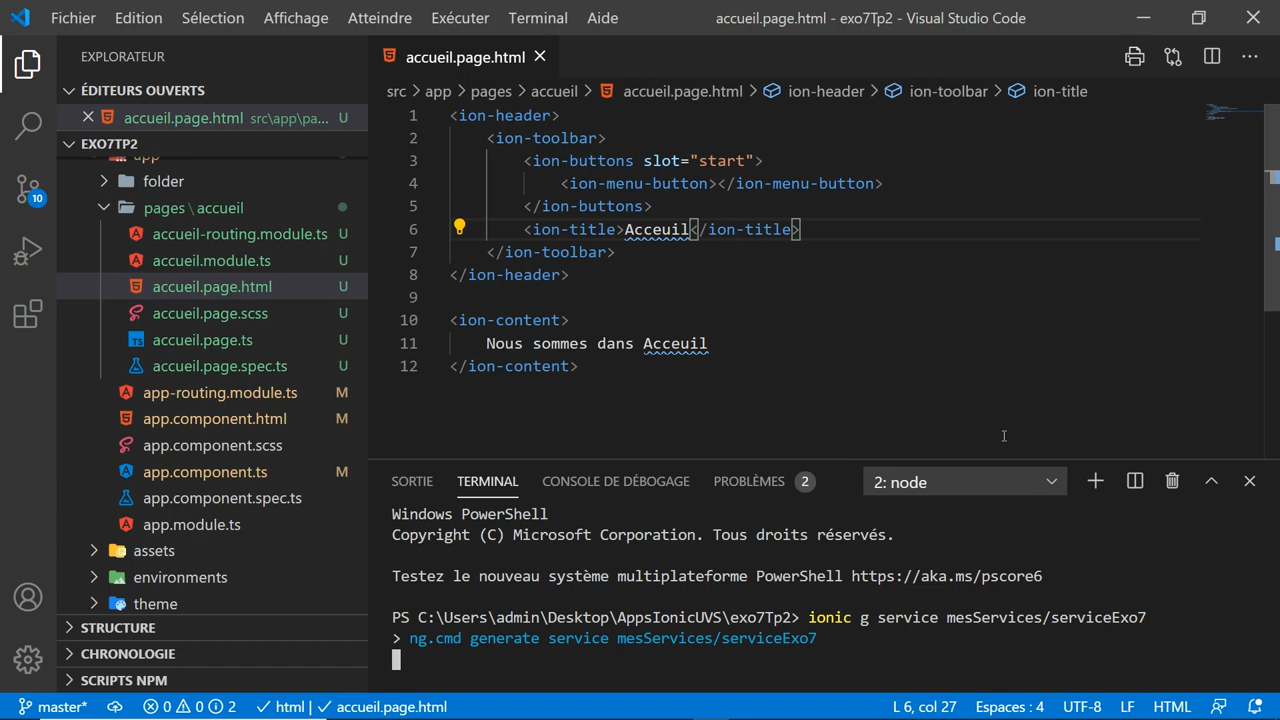 Fichier Edition Sélection Affichage Atteindre Exécuter Terminal Aide accueil.page.html - exo7Tp2 - Visual Studio Code
EXPLORATEUR
accueil.page.html
ÉDITEURS OUVERTS
accueil.page.html src\app\pa... U
EXO7TP2
app
folder
pages \ accueil
accueil-routing.module.ts U
accueil.module.ts U
accueil.page.html U
accueil.page.scss U
accueil.page.ts U
accueil.page.spec.ts U
app-routing.module.ts M
app.component.html M
app.component.scss
app.component.ts M
app.component.spec.ts
app.module.ts
assets
environments
theme
STRUCTURE
CHRONOLOGIE
SCRIPTS NPM
src > app > pages > accueil > accueil.page.html > ion-header > ion-toolbar > ion-title
1 <ion-header>
2 <ion-toolbar>
3 <ion-buttons slot="start">
4 <ion-menu-button></ion-menu-button>
5 </ion-buttons>
6 <ion-title>Acceuil</ion-title>
7 </ion-toolbar>
8 </ion-header>
9
10 <ion-content>
11 Nous sommes dans Acceuil
12 </ion-content>
SORTIE TERMINAL CONSOLE DE DÉBOGAGE PROBLÈMES 2 2: node
Windows PowerShell
Copyright (C) Microsoft Corporation. Tous droits réservés.
Testez le nouveau système multiplateforme PowerShell https://aka.ms/pscore6
PS C:\Users\admin\Desktop\AppsIonicUVS\exo7Tp2> ionic g service mesServices/serviceExo7
> ng.cmd generate service mesServices/serviceExo7
10
TS
master* 0 0 2 html | accueil.page.html L 6, col 27 Espaces : 4 UTF-8 LF HTML